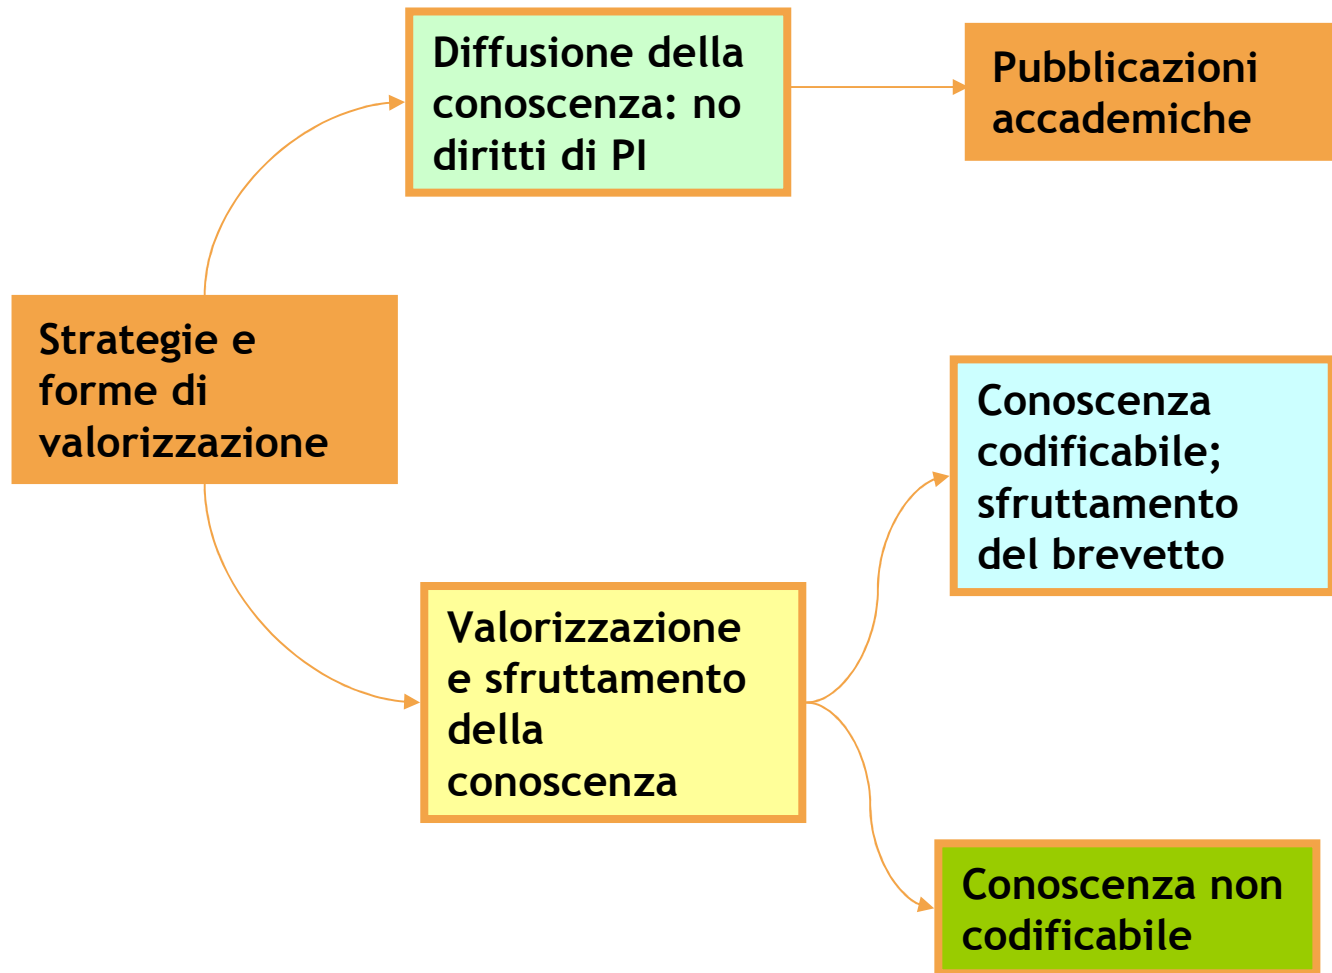 Diffusione della
conoscenza: no
diritti di PI
Pubblicazioni
accademiche
Strategie e
forme di
valorizzazione
Conoscenza
codificabile;
sfruttamento
del brevetto
Valorizzazione
e sfruttamento
della
conoscenza
Conoscenza non
codificabile